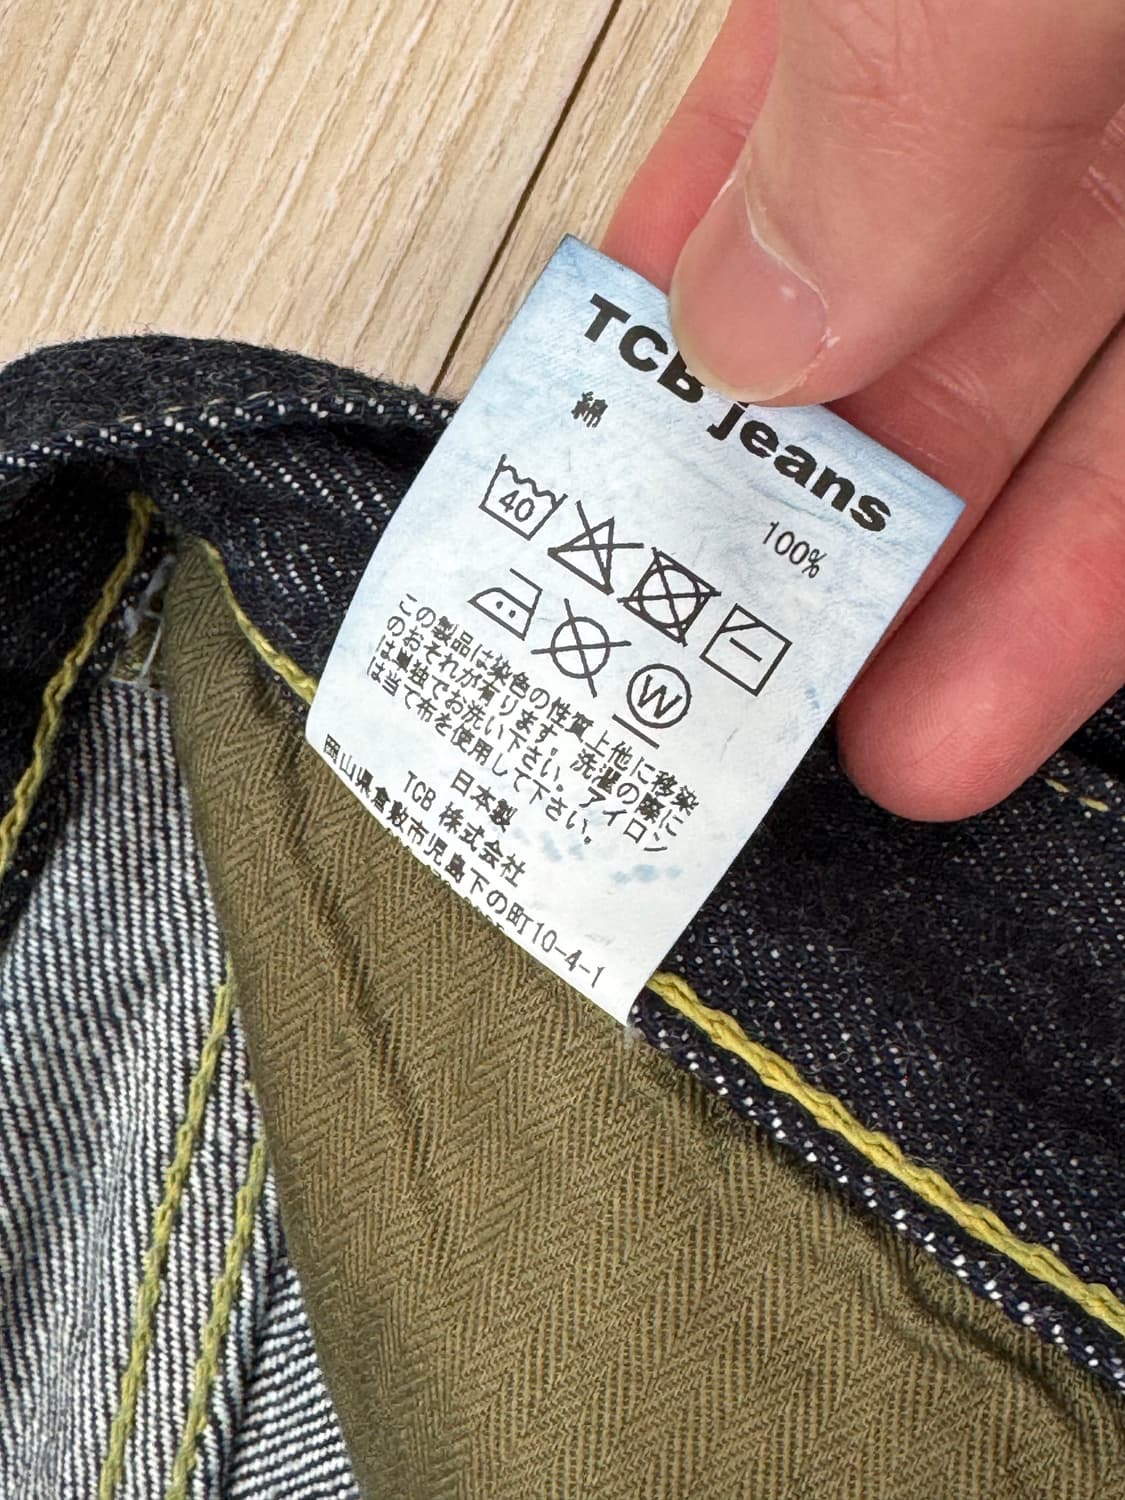 TCB jeans
綿 100%
40
W
この製品は染色の性質上他に移染
のおそれが有ります。洗濯の際に
は単独でお洗い下さい。アイロン
は当て布を使用して下さい。
日本製
TCB 株式会社
岡山県倉敷市児島下の町10-4-1